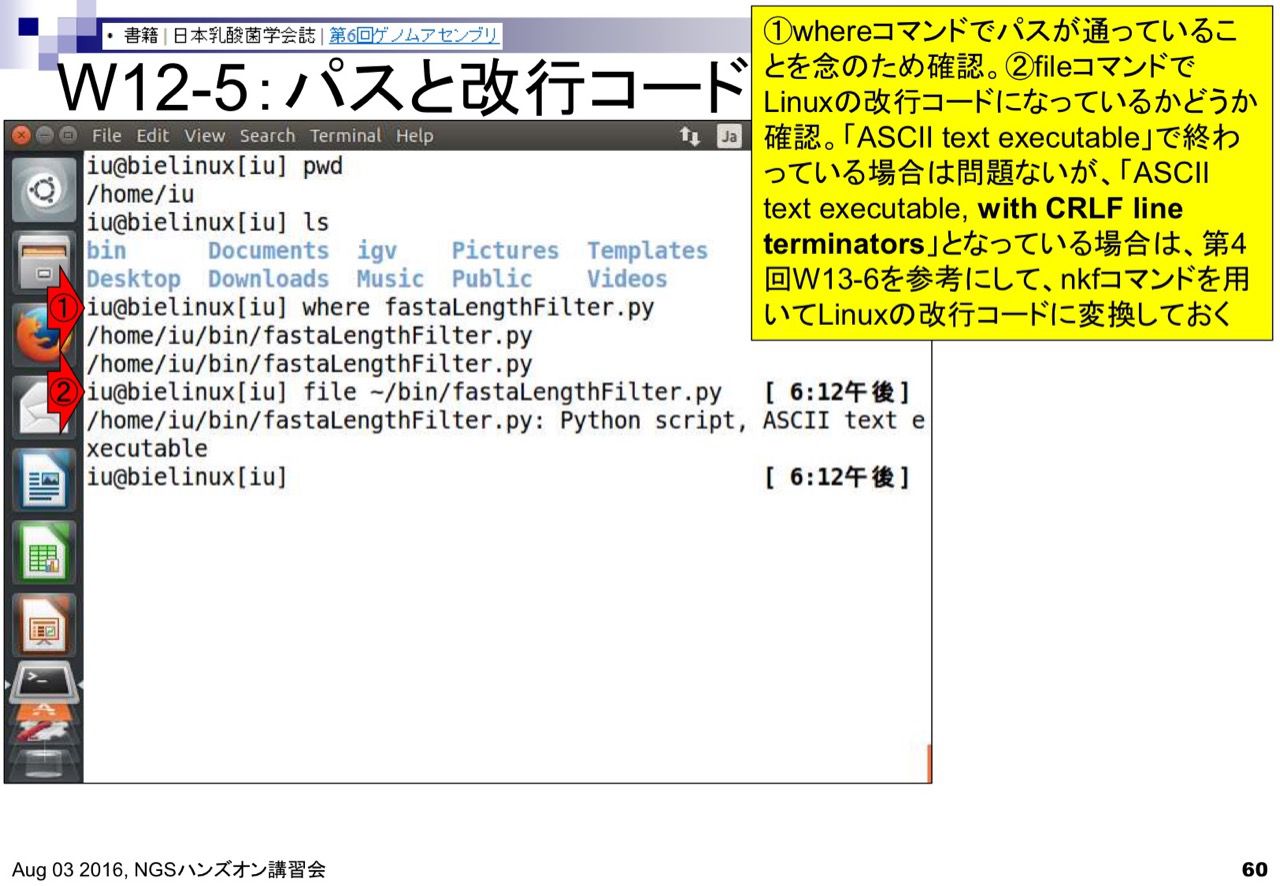 ・ 書籍 | 日本乳酸菌学会誌 | 第6回ゲノムアセンブリ
W12-5：パスと改行コード
①whereコマンドでパスが通っているこ
とを念のため確認。②fileコマンドで
Linuxの改行コードになっているかどうか
確認。「ASCII text executable」で終わ
っている場合は問題ないが、「ASCII
text executable, with CRLF line
terminators」となっている場合は、第4
回W13-6を参考にして、nkfコマンドを用
いてLinuxの改行コードに変換しておく
File Edit View Search Terminal Help
Ja
iu@bielinux[iu] pwd
/home/iu
iu@bielinux[iu] ls
bin Documents igv Pictures Templates
Desktop Downloads Music Public Videos
① iu@bielinux[iu] where fastaLengthFilter.py
/home/iu/bin/fastaLengthFilter.py
/home/iu/bin/fastaLengthFilter.py
② iu@bielinux[iu] file ~/bin/fastaLengthFilter.py [ 6:12午後]
/home/iu/bin/fastaLengthFilter.py: Python script, ASCII text e
xecutable
iu@bielinux[iu] [ 6:12午後]
Aug 03 2016, NGSハンズオン講習会
60